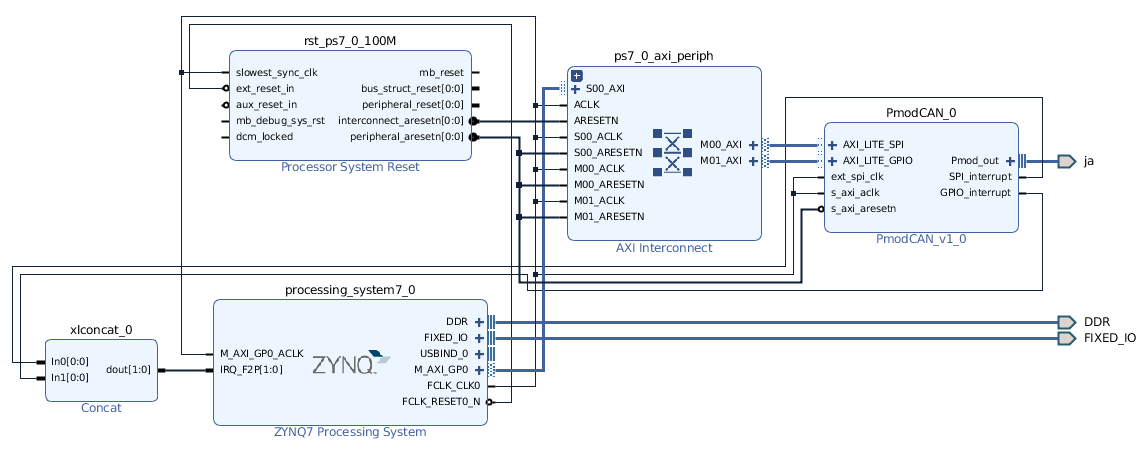 rst_ps7_0_100M
slowest_sync_clk
ext_reset_in
aux_reset_in
mb_debug_sys_rst
dcm_locked
mb_reset
bus_struct_reset[0:0]
peripheral_reset[0:0]
interconnect_aresetn[0:0]
peripheral_aresetn[0:0]
Processor System Reset
ps7_0_axi_periph
S00_AXI
ACLK
ARESETN
S00_ACLK
S00_ARESETN
M00_ACLK
M00_ARESETN
M01_ACLK
M01_ARESETN
M00_AXI
M01_AXI
AXI Interconnect
PmodCAN_0
AXI_LITE_SPI
AXI_LITE_GPIO
ext_spi_clk
s_axi_aclk
s_axi_aresetn
Pmod_out
SPI_interrupt
GPIO_interrupt
PmodCAN_v1_0
ja
processing_system7_0
M_AXI_GP0_ACLK
IRQ_F2P[1:0]
ZYNQ
DDR
FIXED_IO
USBIND_0
M_AXI_GP0
FCLK_CLK0
FCLK_RESET0_N
ZYNQ7 Processing System
DDR
FIXED_IO
xlconcat_0
In0[0:0]
In1[0:0]
dout[1:0]
Concat